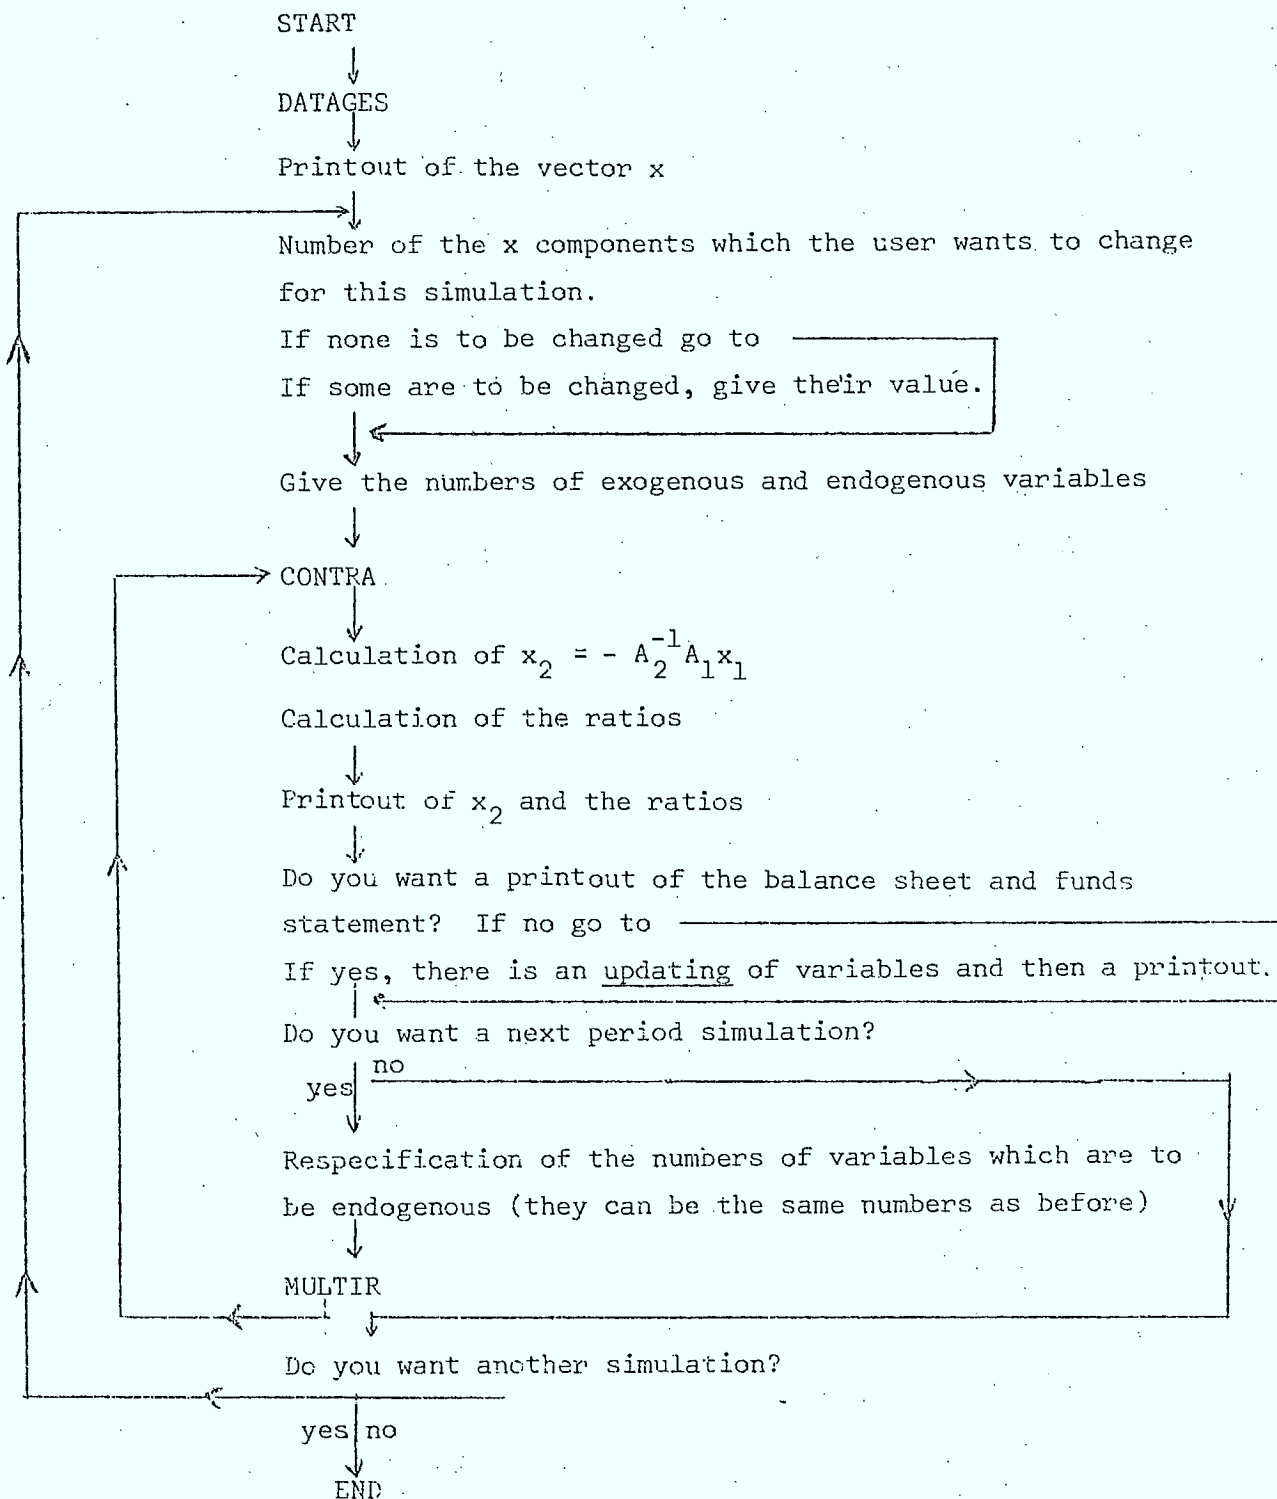 START
DATAGES
Printout of the vector x
Number of the x components which the user wants to change
for this simulation.
If none is to be changed go to
If some are to be changed, give their value.
Give the numbers of exogenous and endogenous variables
CONTRA
Calculation of x₂ = - A₂⁻¹A₁x₁
Calculation of the ratios
Printout of x₂ and the ratios
Do you want a printout of the balance sheet and funds
statement? If no go to
If yes, there is an updating of variables and then a printout.
Do you want a next period simulation?
no
yes
Respecification of the numbers of variables which are to
be endogenous (they can be the same numbers as before)
MULTIR
Do you want another simulation?
yes no
END